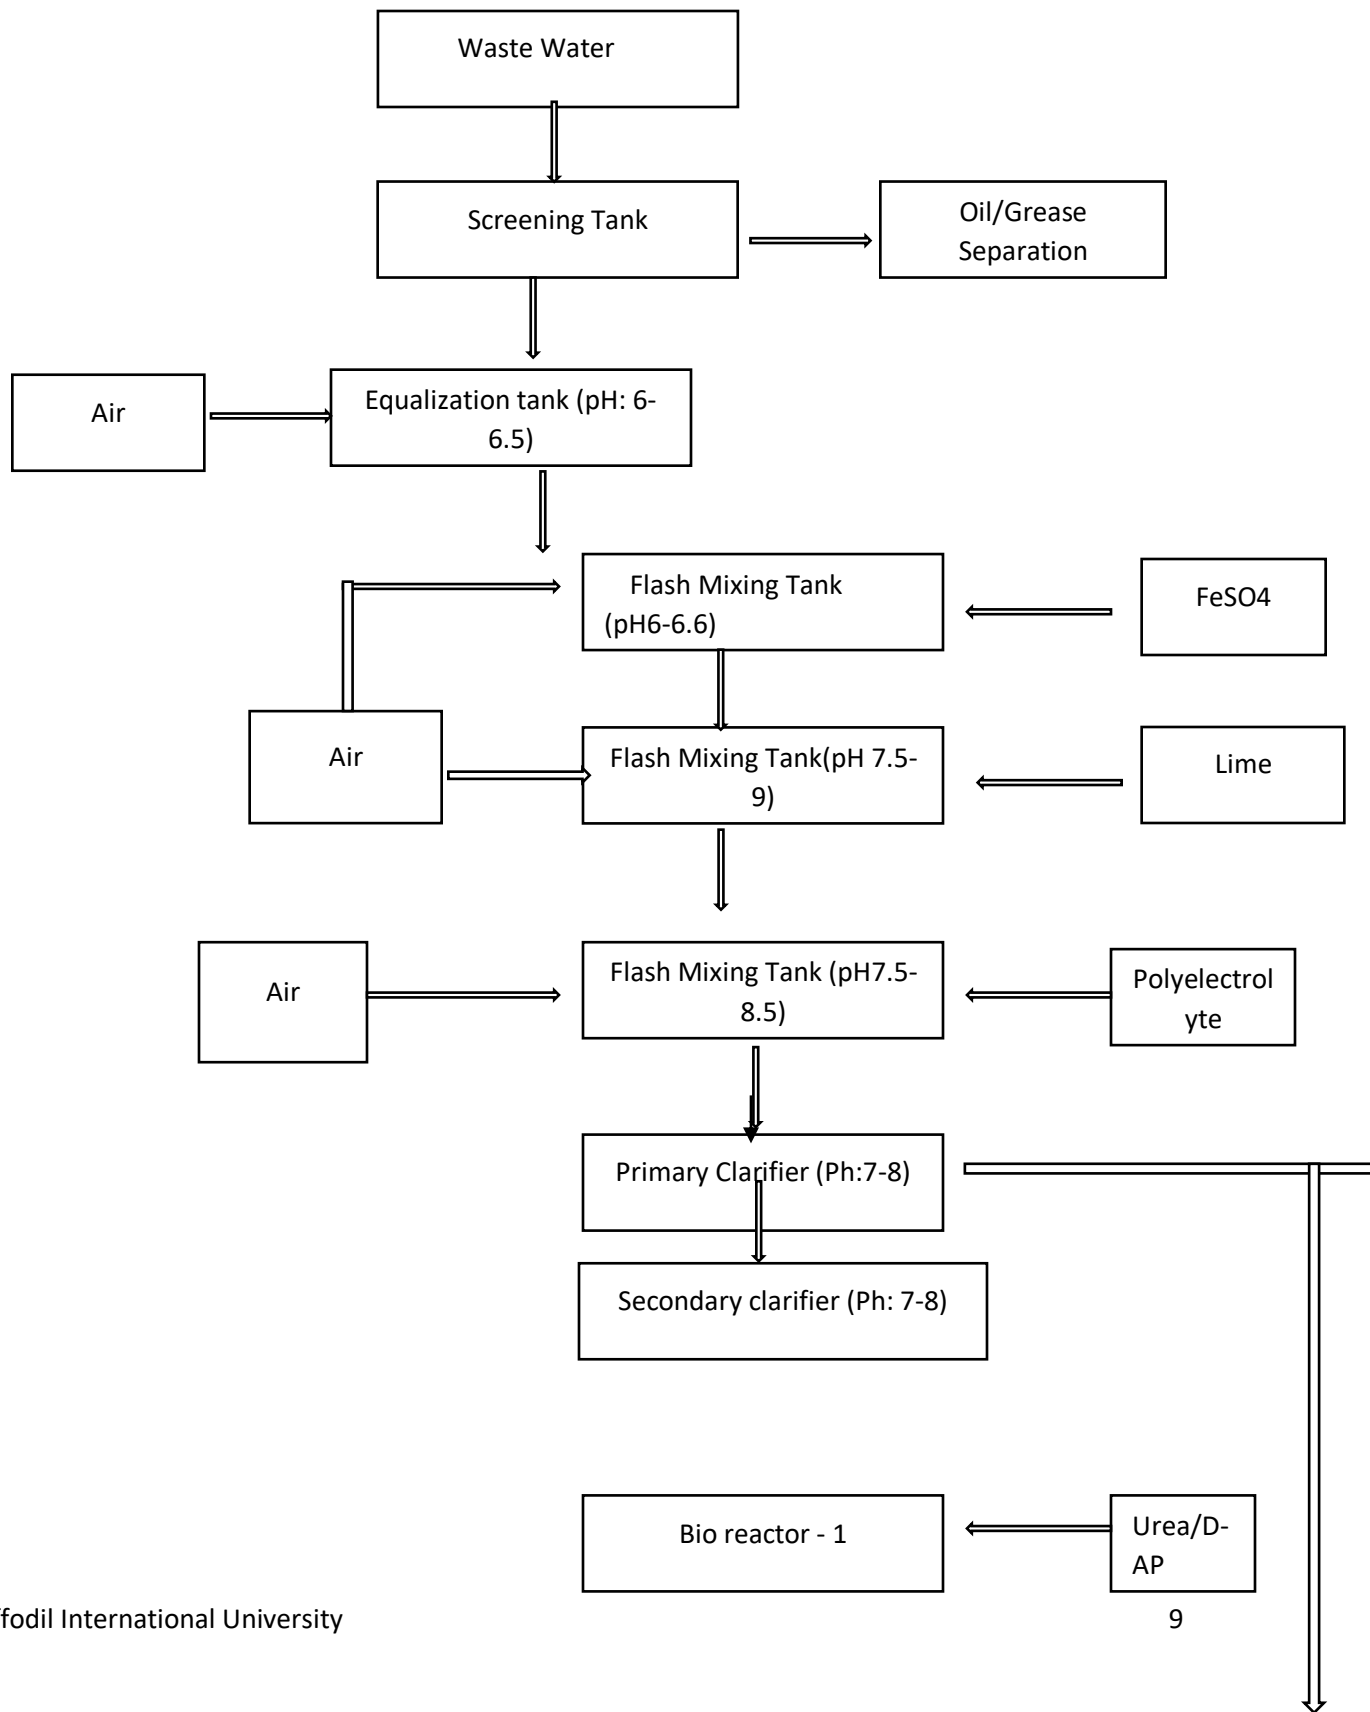 Waste Water
Screening Tank
Oil/Grease
Separation
Air
Equalization tank (pH: 6-
6.5)
Flash Mixing Tank
(pH6-6.6)
FeSO4
Air
Flash Mixing Tank(pH 7.5-
9)
Lime
Air
Flash Mixing Tank (pH7.5-
8.5)
Polyelectrol
yte
Primary Clarifier (Ph:7-8)
Secondary clarifier (Ph: 7-8)
Bio reactor - 1
Urea/D-
AP
fodil International University
9